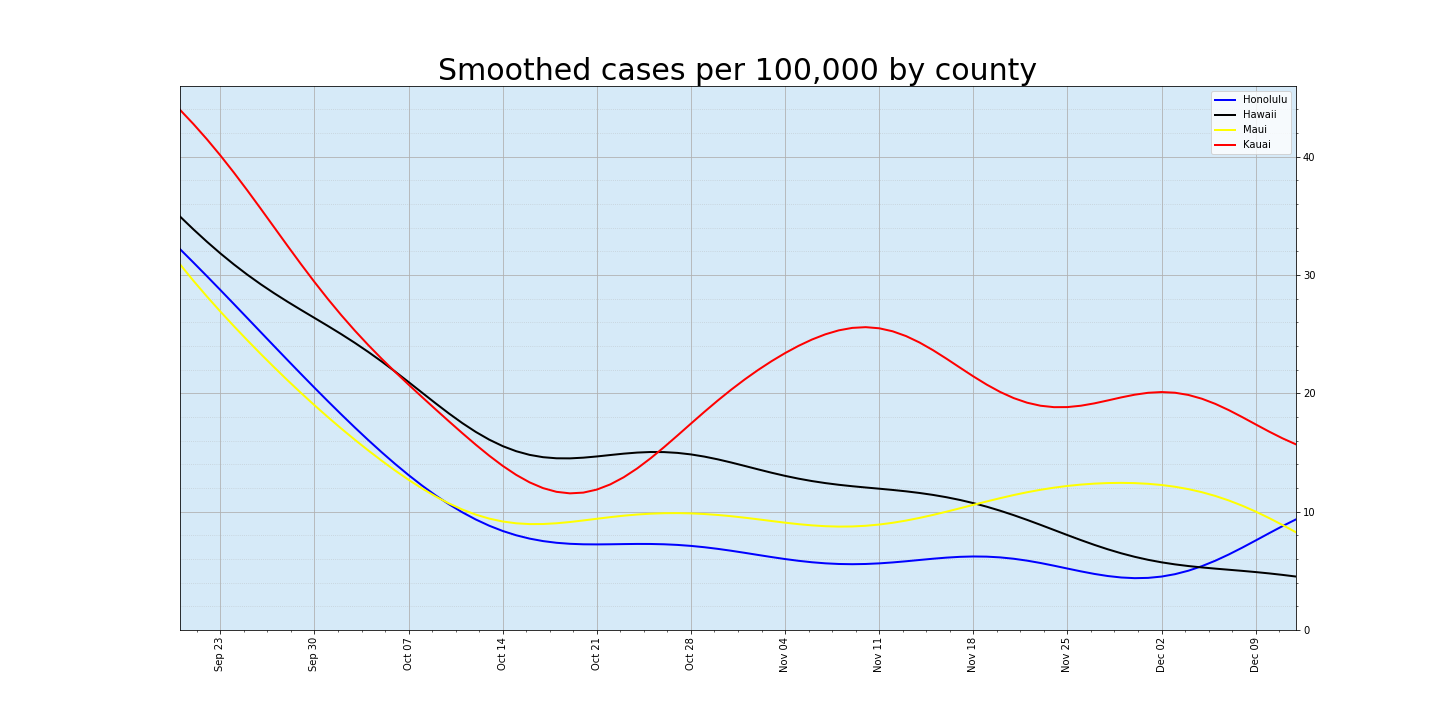 Smoothed cases per 100,000 by county
Honolulu
Hawaii
Maui
Kauai
40
30
20
10
0
Sep 23
Sep 30
Oct 07
Oct 14
Oct 21
Oct 28
Nov 04
Nov 11
Nov 18
Nov 25
Dec 02
Dec 09